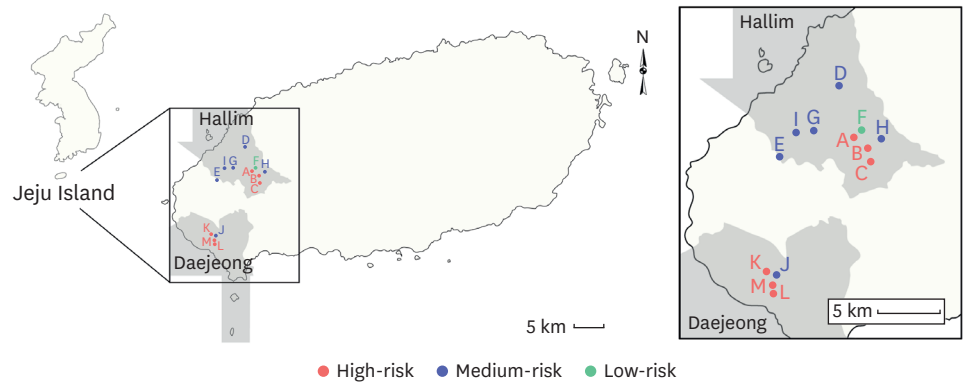 Jeju Island
Hallim
D
I G F H
E A B
C
K J
M L
Daejeong
N
5 km
Hallim
D
I G F H
A
E B
C
K J
M L
Daejeong
5 km
High-risk Medium-risk Low-risk